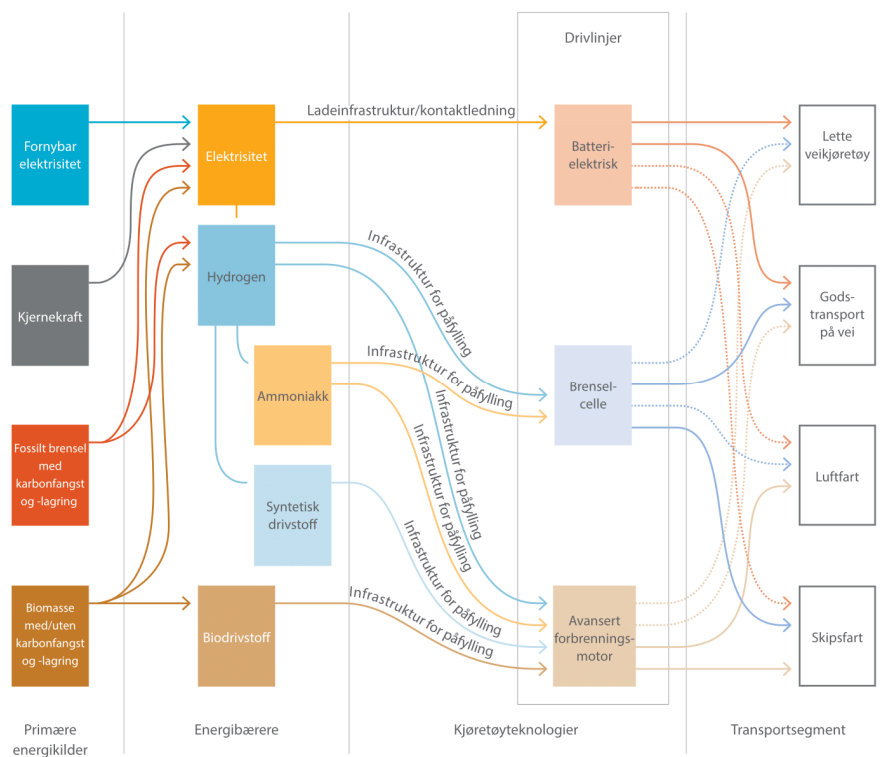 Drivlinjer
Fornybar
elektrisitet
Kjernekraft
Fossilt brensel
med
karbonfangst
og -lagring
Biomasse
med/uten
karbonfangst
og -lagring
Elektrisitet
Hydrogen
Ammoniakk
Syntetisk
drivstoff
Biodrivstoff
Ladeinfrastruktur/kontaktledning
Infrastruktur for påfylling
Infrastruktur for påfylling
Infrastruktur for påfylling
Infrastruktur for påfylling
Infrastruktur for påfylling
Infrastruktur for påfylling
Batteri-
elektrisk
Brensel-
celle
Avansert
forbrennings-
motor
Lette
veikjøretøy
Gods-
transport
på vei
Luftfart
Skipsfart
Primære
energikilder
Energibærere
Kjøretøyteknologier
Transportsegment